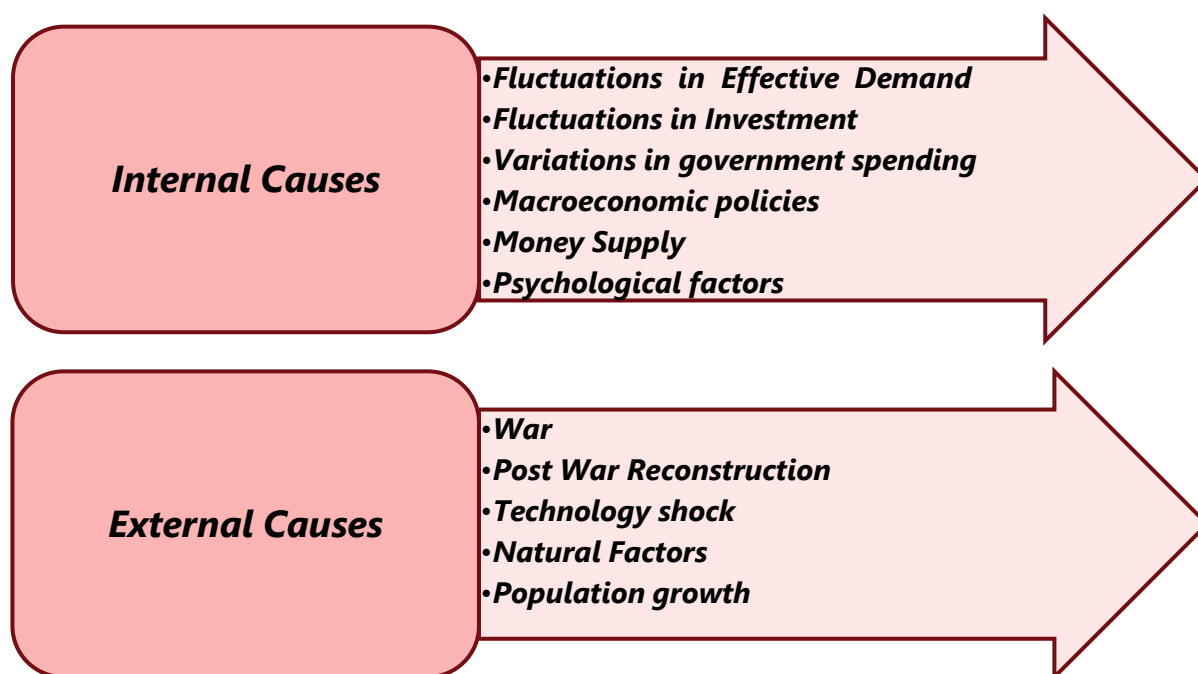 Internal Causes
•Fluctuations in Effective Demand
•Fluctuations in Investment
•Variations in government spending
•Macroeconomic policies
•Money Supply
•Psychological factors
External Causes
•War
•Post War Reconstruction
•Technology shock
•Natural Factors
•Population growth